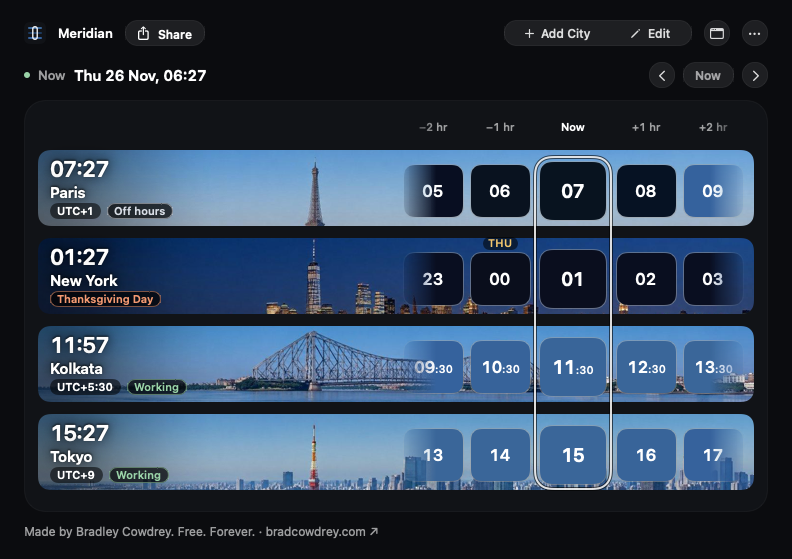 Meridian
Share
+ Add City
Edit
Now Thu 26 Nov, 06:27
Now
−2 hr −1 hr Now +1 hr +2 hr
07:27
Paris
UTC+1 Off hours
05 06 07 08 09
01:27
New York
Thanksgiving Day
THU
23 00 01 02 03
11:57
Kolkata
UTC+5:30 Working
09:30 10:30 11:30 12:30 13:30
15:27
Tokyo
UTC+9 Working
13 14 15 16 17
Made by Bradley Cowdrey. Free. Forever. · bradcowdrey.com ↗